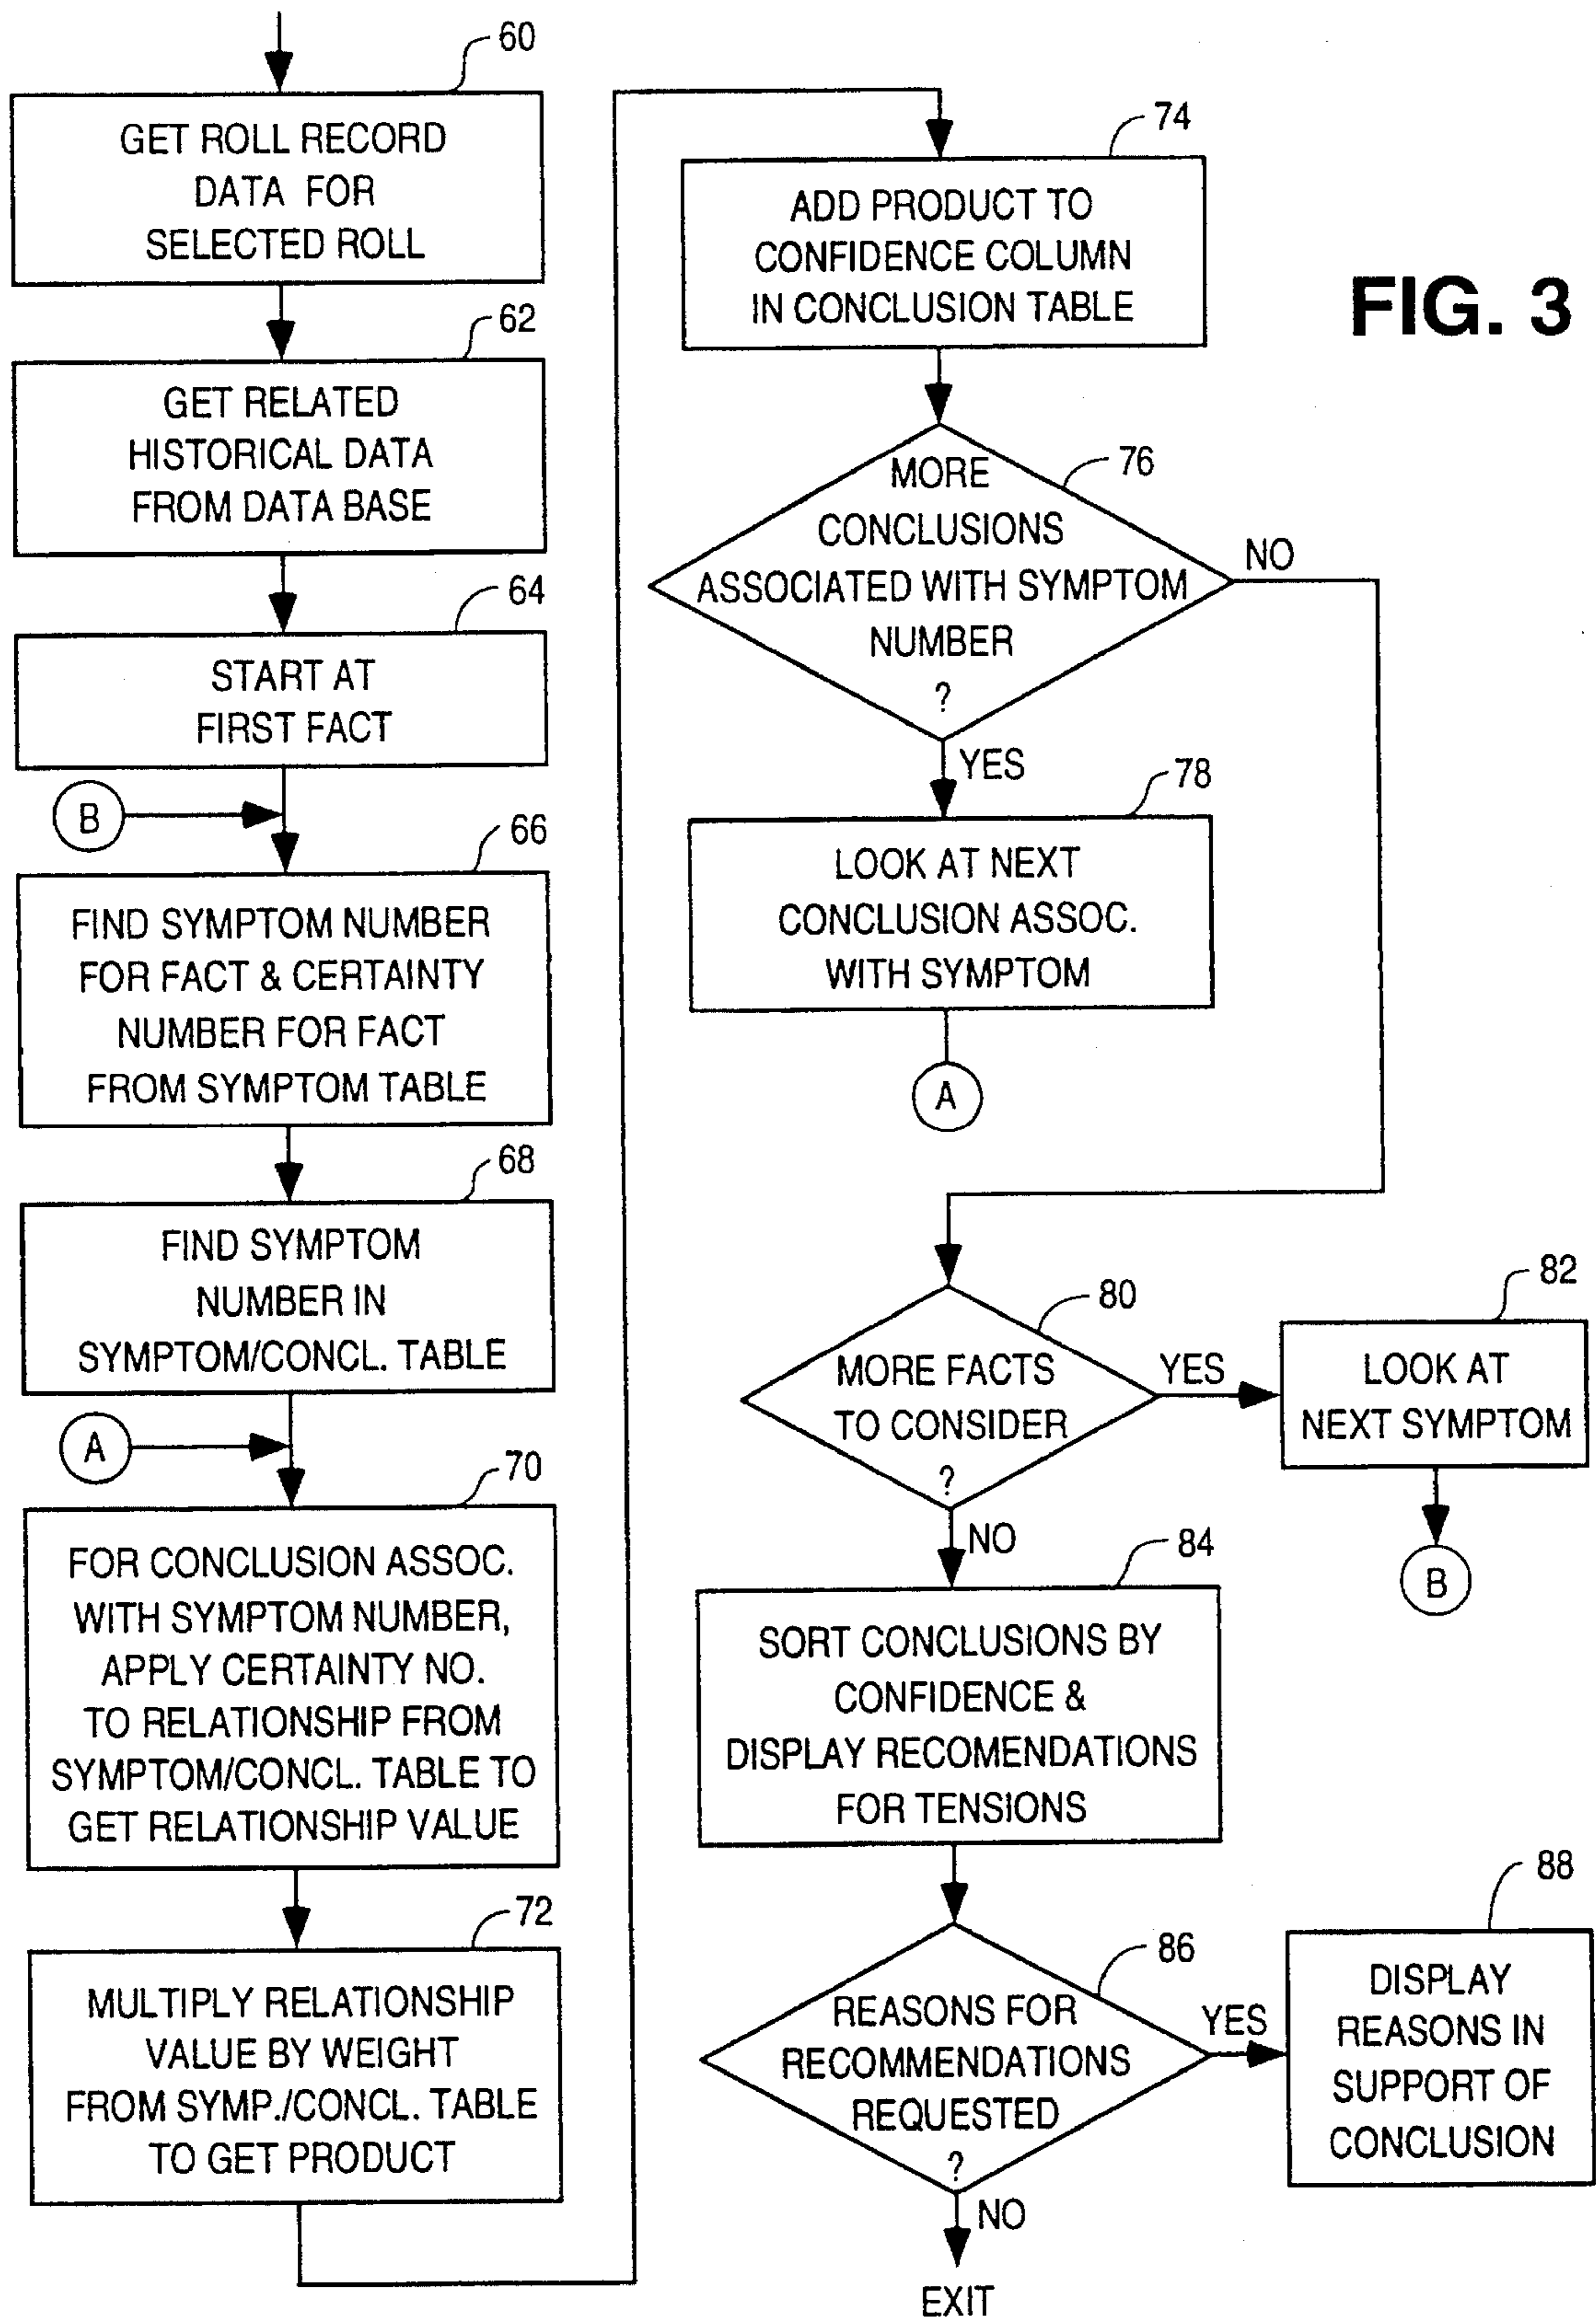 60
GET ROLL RECORD
DATA FOR
SELECTED ROLL
62
GET RELATED
HISTORICAL DATA
FROM DATA BASE
64
START AT
FIRST FACT
B
66
FIND SYMPTOM NUMBER
FOR FACT & CERTAINTY
NUMBER FOR FACT
FROM SYMPTOM TABLE
68
FIND SYMPTOM
NUMBER IN
SYMPTOM/CONCL. TABLE
A
70
FOR CONCLUSION ASSOC.
WITH SYMPTOM NUMBER,
APPLY CERTAINTY NO.
TO RELATIONSHIP FROM
SYMPTOM/CONCL. TABLE TO
GET RELATIONSHIP VALUE
72
MULTIPLY RELATIONSHIP
VALUE BY WEIGHT
FROM SYMP./CONCL. TABLE
TO GET PRODUCT
74
ADD PRODUCT TO
CONFIDENCE COLUMN
IN CONCLUSION TABLE
FIG. 3
76
MORE
CONCLUSIONS
ASSOCIATED WITH SYMPTOM
NUMBER
?
NO
YES
78
LOOK AT NEXT
CONCLUSION ASSOC.
WITH SYMPTOM
A
80
MORE FACTS
TO CONSIDER
?
YES
82
LOOK AT
NEXT SYMPTOM
B
NO
84
SORT CONCLUSIONS BY
CONFIDENCE &
DISPLAY RECOMENDATIONS
FOR TENSIONS
86
REASONS FOR
RECOMMENDATIONS
REQUESTED
?
YES
88
DISPLAY
REASONS IN
SUPPORT OF
CONCLUSION
NO
EXIT